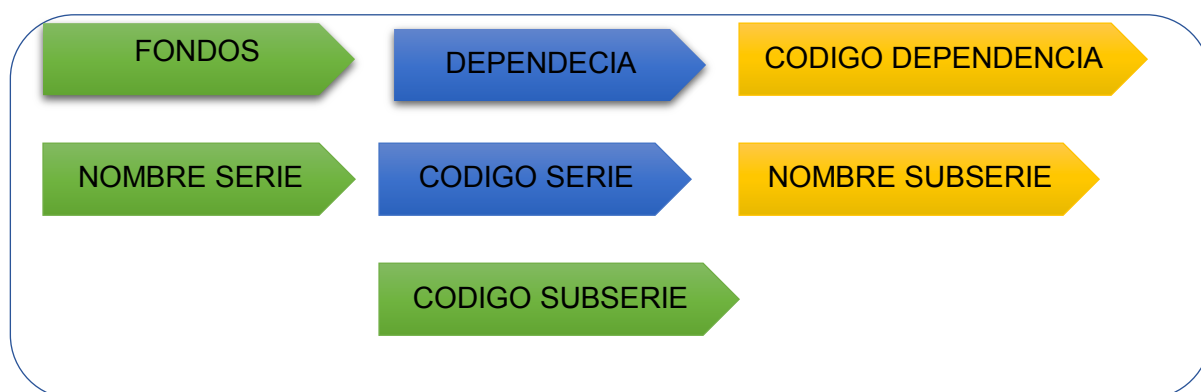 FONDOS
DEPENDECIA
CODIGO DEPENDENCIA
NOMBRE SERIE
CODIGO SERIE
NOMBRE SUBSERIE
CODIGO SUBSERIE